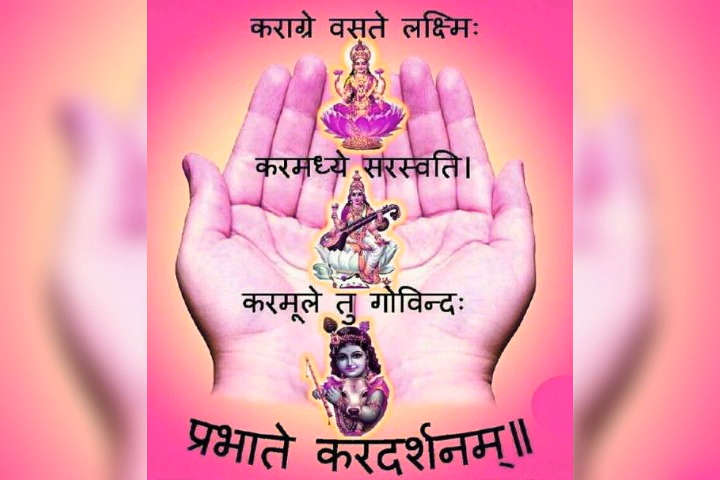 कराग्रे वसते लक्ष्मिः
करमध्ये सरस्वति।
करमूले तु गोविन्दः
प्रभाते करदर्शनम्॥